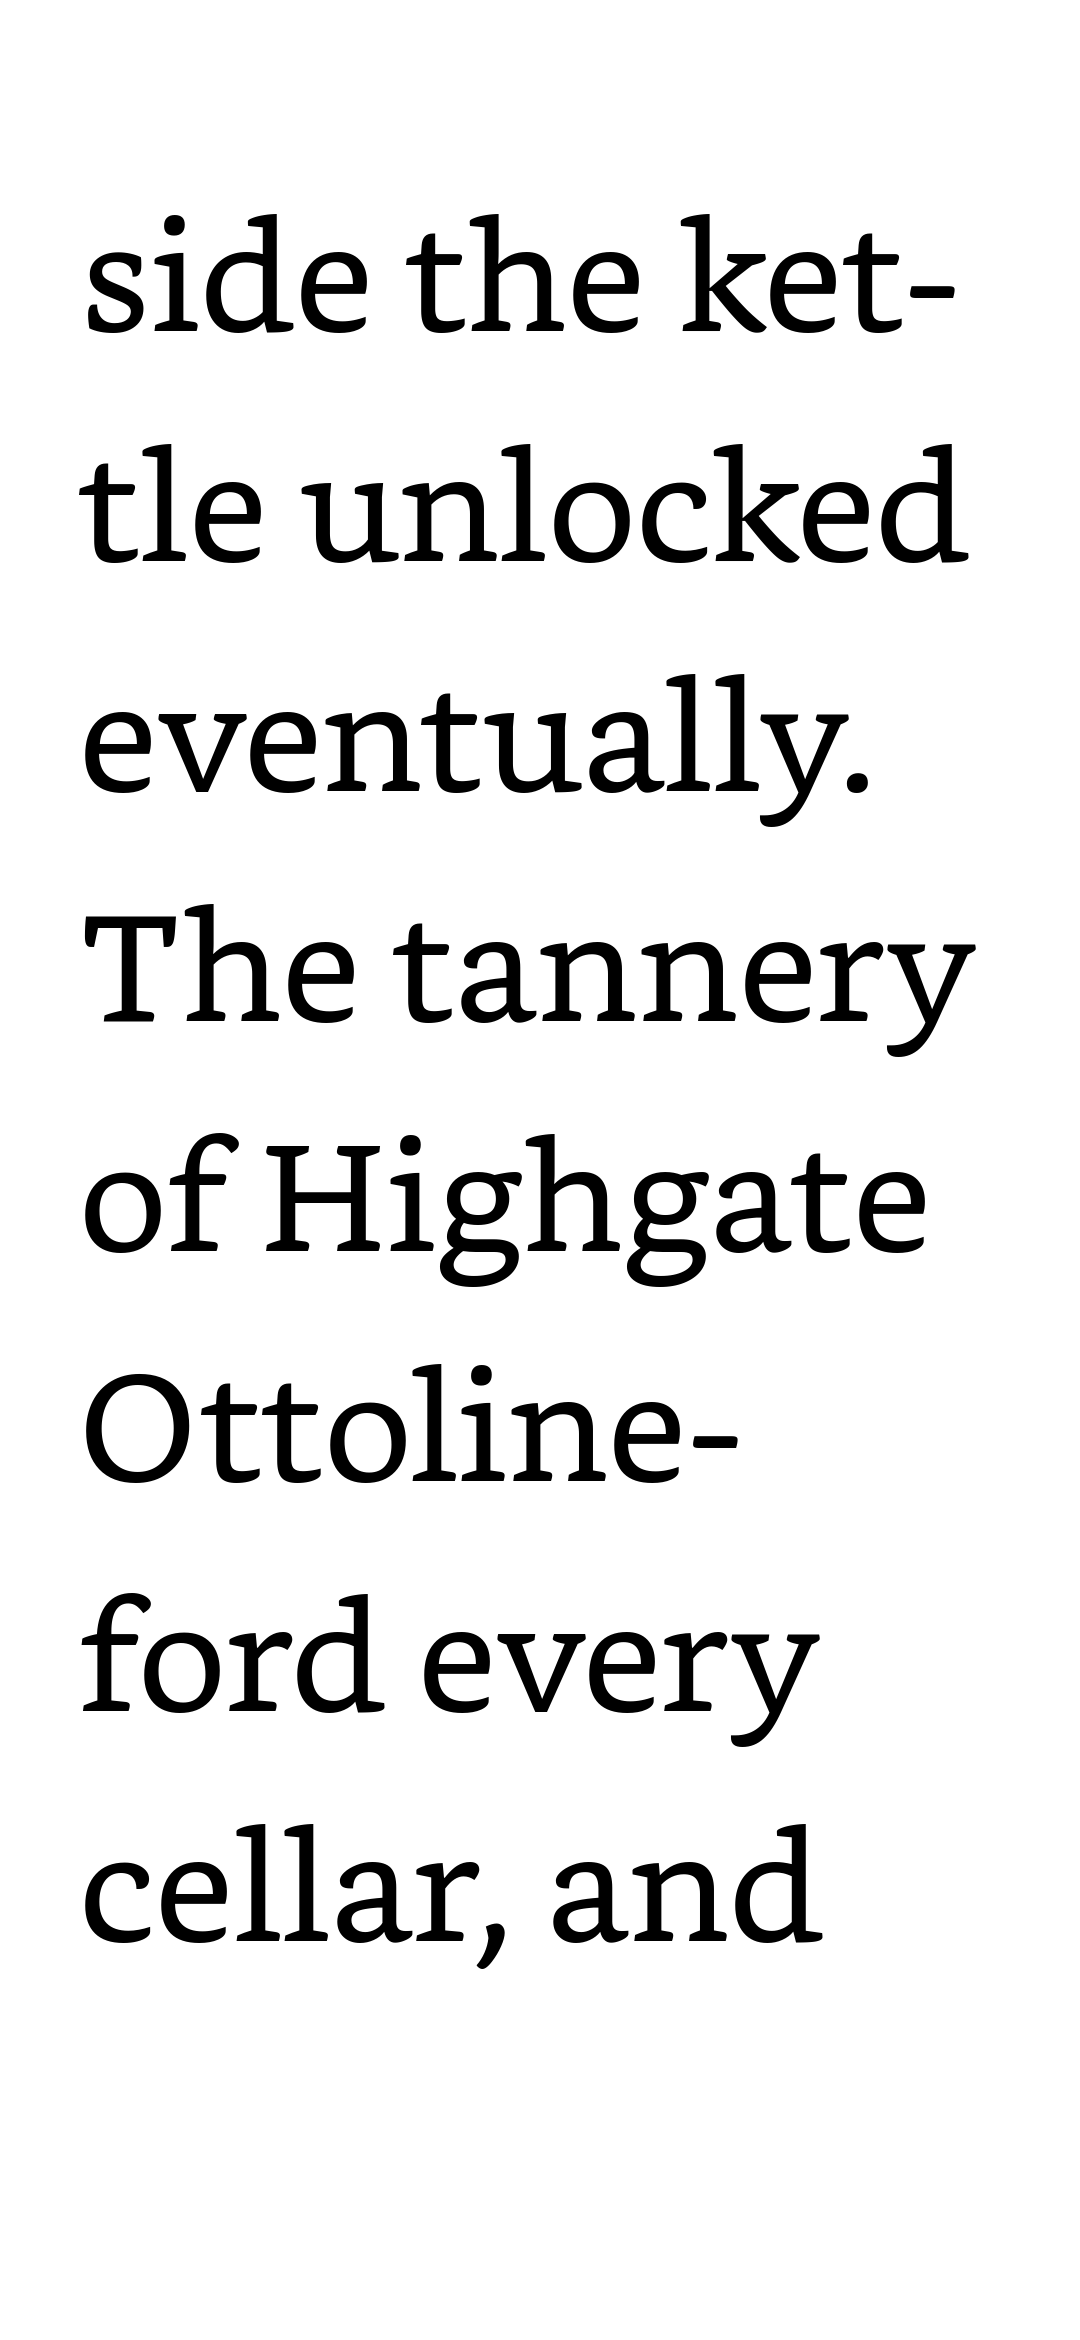 side the ket-
tle unlocked
eventually.
The tannery
of Highgate
Ottoline-
ford every
cellar, and